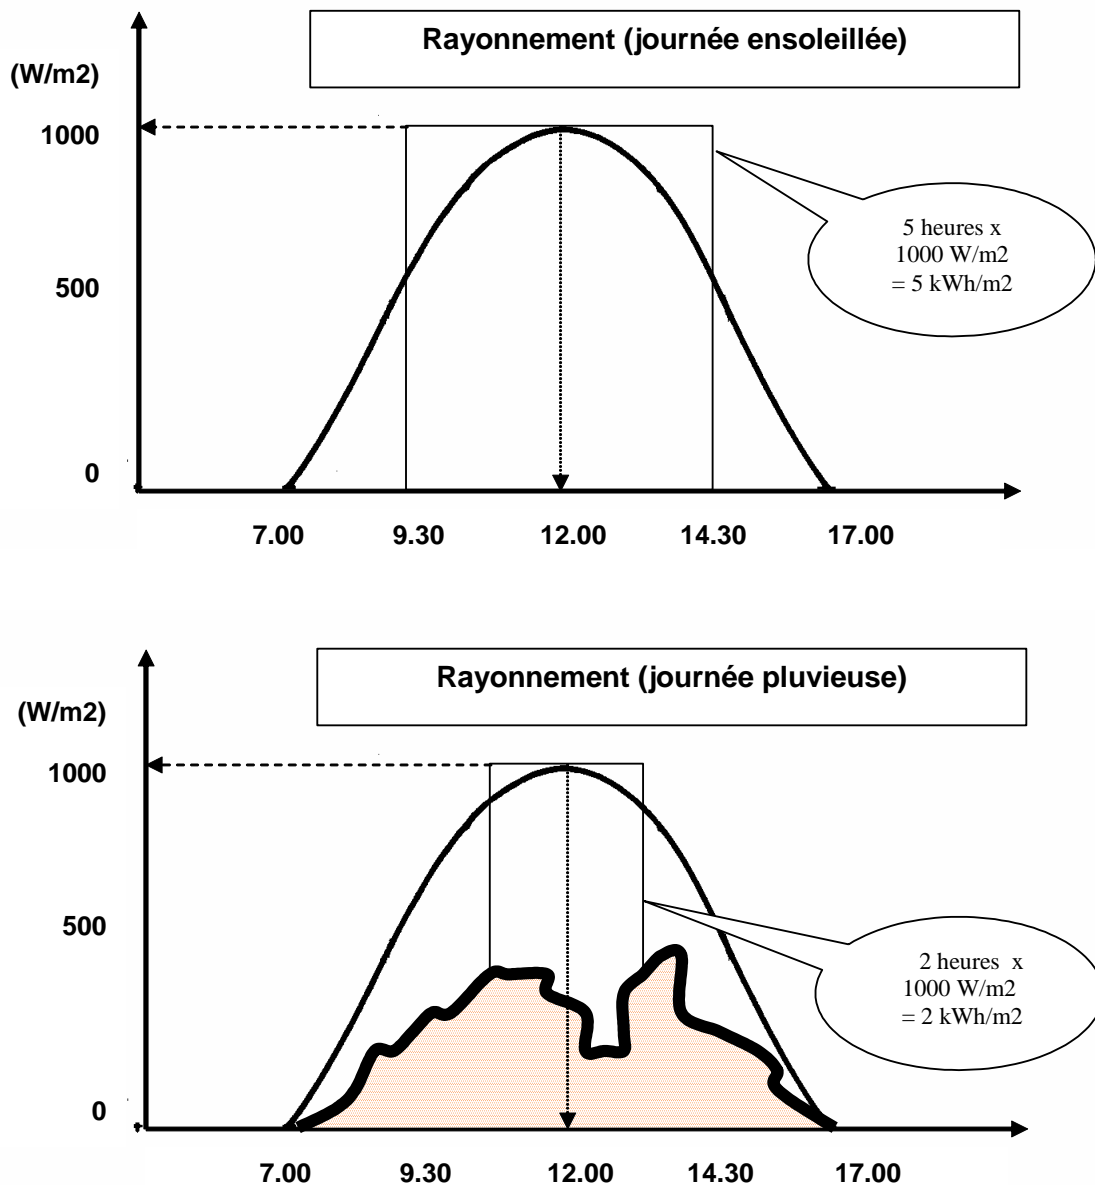 Rayonnement (journée ensoleillée)
(W/m2)
1000
5 heures x
1000 W/m2
= 5 kWh/m2
500
0
7.00 9.30 12.00 14.30 17.00
Rayonnement (journée pluvieuse)
(W/m2)
1000
500
2 heures x
1000 W/m2
= 2 kWh/m2
0
7.00 9.30 12.00 14.30 17.00